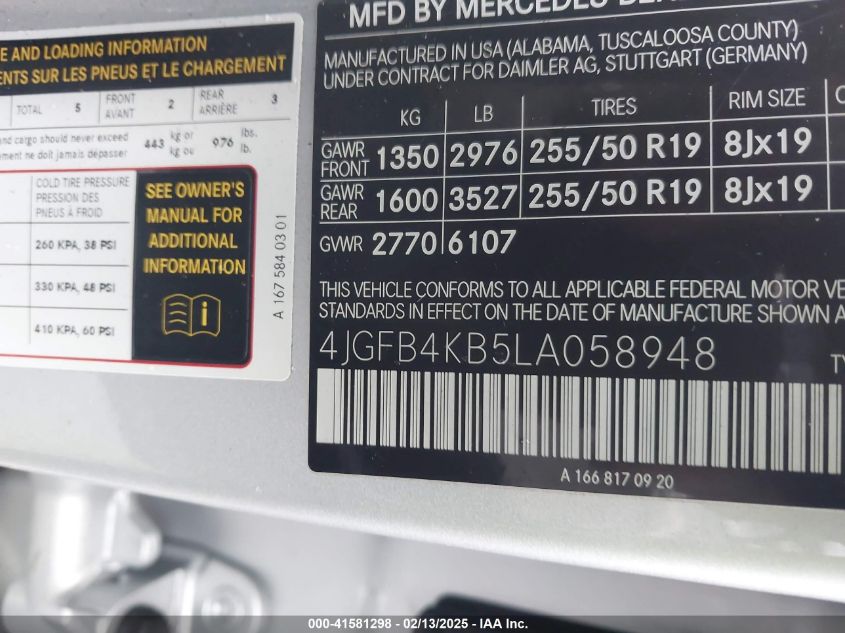 E AND LOADING INFORMATION
ENTS SUR LES PNEUS ET LE CHARGEMENT
TOTAL 5 FRONT AVANT 2 REAR ARRIÈRE 3
nd cargo should never exceed
ement ne doit jamais dépasser
443 kg or kg ou 976 lbs. lb.
COLD TIRE PRESSURE
PRESSION DES
PNEUS À FROID
260 KPA, 38 PSI
330 KPA, 48 PSI
410 KPA, 60 PSI
SEE OWNER'S
MANUAL FOR
ADDITIONAL
INFORMATION
A 167 584 03 01
MFD BY MERCEDES
MANUFACTURED IN USA (ALABAMA, TUSCALOOSA COUNTY)
UNDER CONTRACT FOR DAIMLER AG, STUTTGART (GERMANY)
KG LB TIRES RIM SIZE
GAWR FRONT 1350 2976 255/50 R19 8Jx19
GAWR REAR 1600 3527 255/50 R19 8Jx19
GVWR 2770 6107
THIS VEHICLE CONFORMS TO ALL APPLICABLE FEDERAL MOTOR VE
STANDARDS IN EFFECT ON THE DATE OF MANUFACTURE SHOWN A
4JGFB4KB5LA058948
TY
A 166 817 09 20
000-41581298 - 02/13/2025 - IAA Inc.